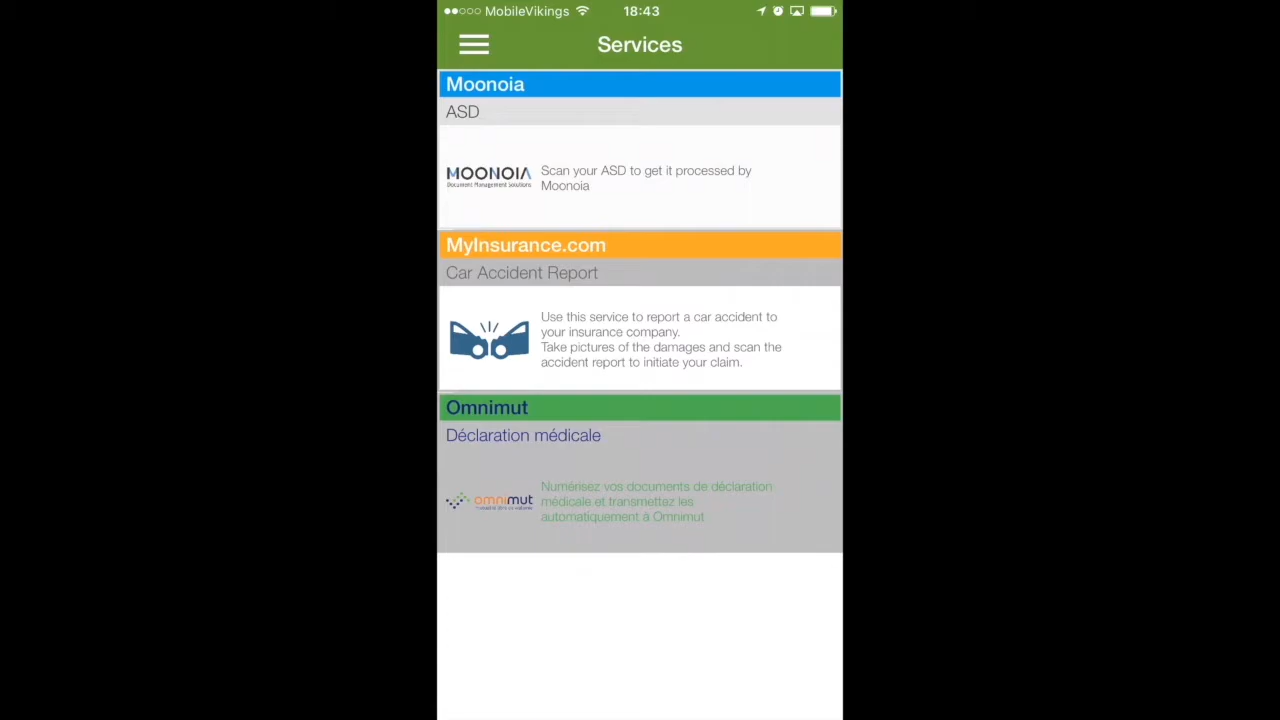 MobileVikings 18:43
Services
Moonoia
ASD
MOONOIA
Document Management Solutions
Scan your ASD to get it processed by
Moonoia
MyInsurance.com
Car Accident Report
Use this service to report a car accident to
your insurance company.
Take pictures of the damages and scan the
accident report to initiate your claim.
Omnimut
Déclaration médicale
omnimut
Numérisez vos documents de déclaration
médicale et transmettez les
automatiquement à Omnimut